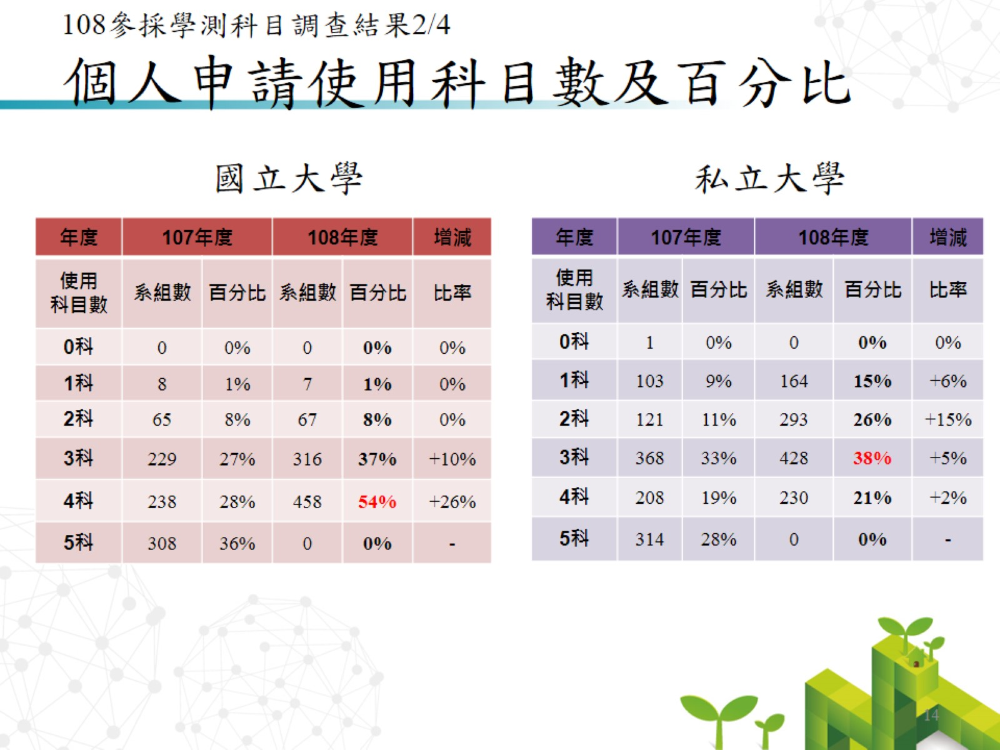 108參採學測科目調查結果2/4
個人申請使用科目數及百分比
國立大學
年度 107年度 108年度 增減
使用
科目數 系組數 百分比 系組數 百分比 比率
0科 0 0% 0 0% 0%
1科 8 1% 7 1% 0%
2科 65 8% 67 8% 0%
3科 229 27% 316 37% +10%
4科 238 28% 458 54% +26%
5科 308 36% 0 0% -
私立大學
年度 107年度 108年度 增減
使用
科目數 系組數 百分比 系組數 百分比 比率
0科 1 0% 0 0% 0%
1科 103 9% 164 15% +6%
2科 121 11% 293 26% +15%
3科 368 33% 428 38% +5%
4科 208 19% 230 21% +2%
5科 314 28% 0 0% -
14